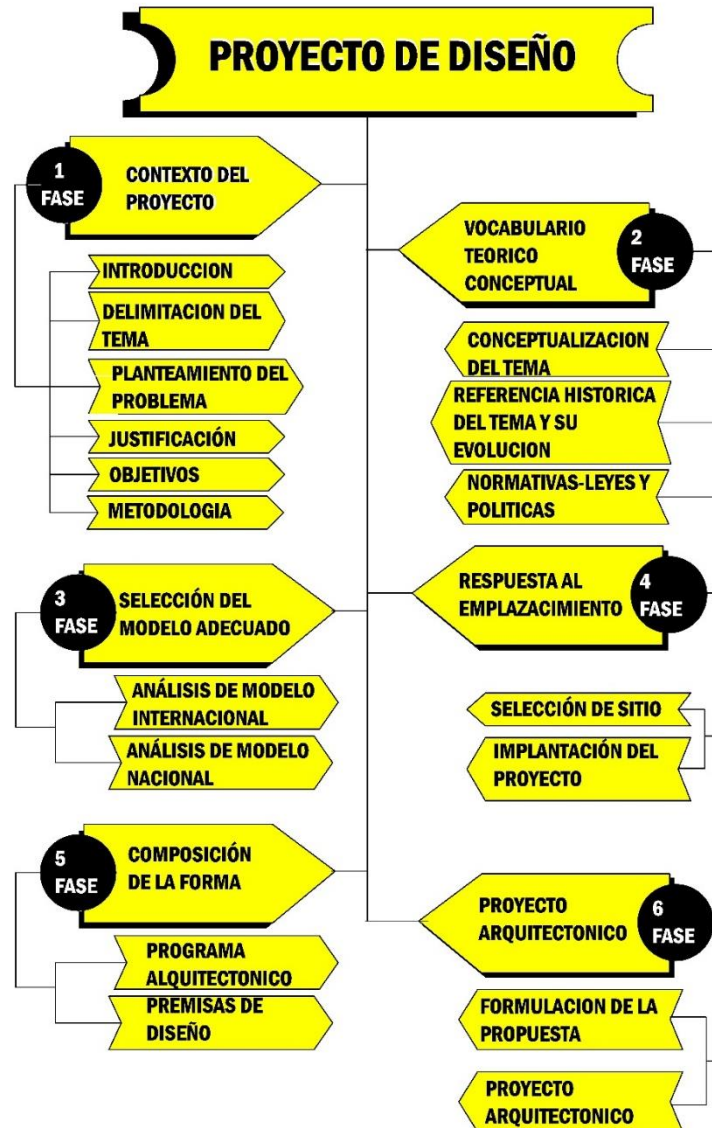 PROYECTO DE DISEÑO
1
FASE
CONTEXTO DEL
PROYECTO
INTRODUCCION
DELIMITACION DEL
TEMA
PLANTEAMIENTO DEL
PROBLEMA
JUSTIFICACIÓN
OBJETIVOS
METODOLOGIA
VOCABULARIO
TEORICO
CONCEPTUAL
2
FASE
CONCEPTUALIZACION
DEL TEMA
REFERENCIA HISTORICA
DEL TEMA Y SU
EVOLUCION
NORMATIVAS-LEYES Y
POLITICAS
3
FASE
SELECCIÓN DEL
MODELO ADECUADO
ANÁLISIS DE MODELO
INTERNACIONAL
ANÁLISIS DE MODELO
NACIONAL
RESPUESTA AL
EMPLAZACIMIENTO
4
FASE
SELECCIÓN DE SITIO
IMPLANTACIÓN DEL
PROYECTO
5
FASE
COMPOSICIÓN
DE LA FORMA
PROGRAMA
ALQUITECTONICO
PREMISAS DE
DISEÑO
PROYECTO
ARQUITECTONICO
6
FASE
FORMULACION DE LA
PROPUESTA
PROYECTO
ARQUITECTONICO